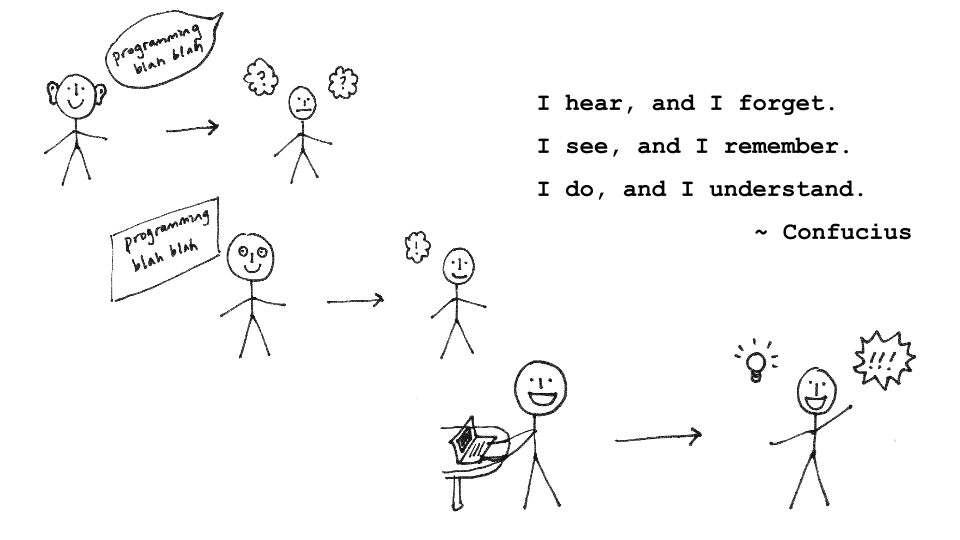 programming
blah blah
?
?
I hear, and I forget.
I see, and I remember.
I do, and I understand.
~ Confucius
programming
blah blah
!
!!!